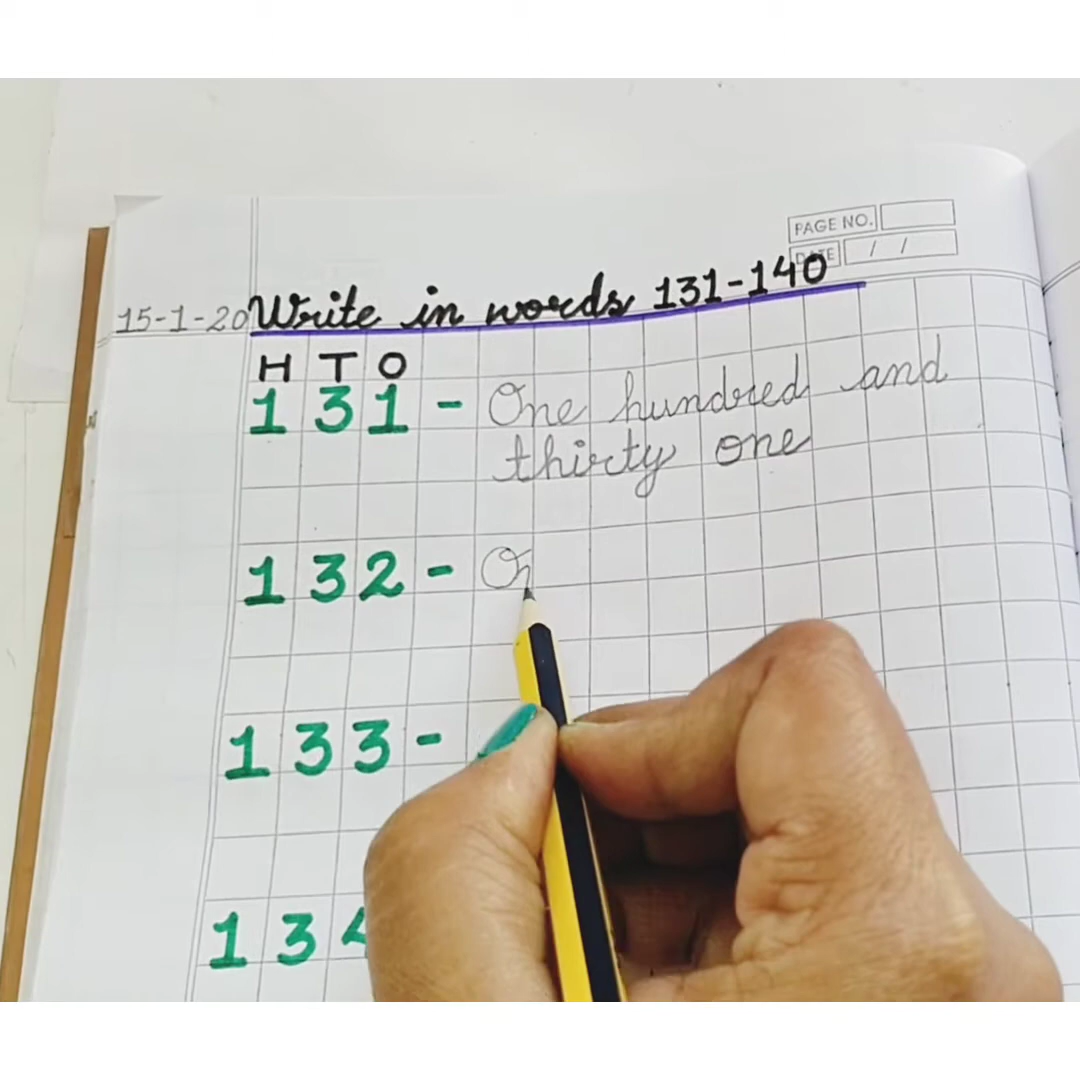 PAGE NO.
DATE / /
15-1-20 Write in words 131-140
H T O
131 - One hundred and
thirty one
132 - On
133 -
134